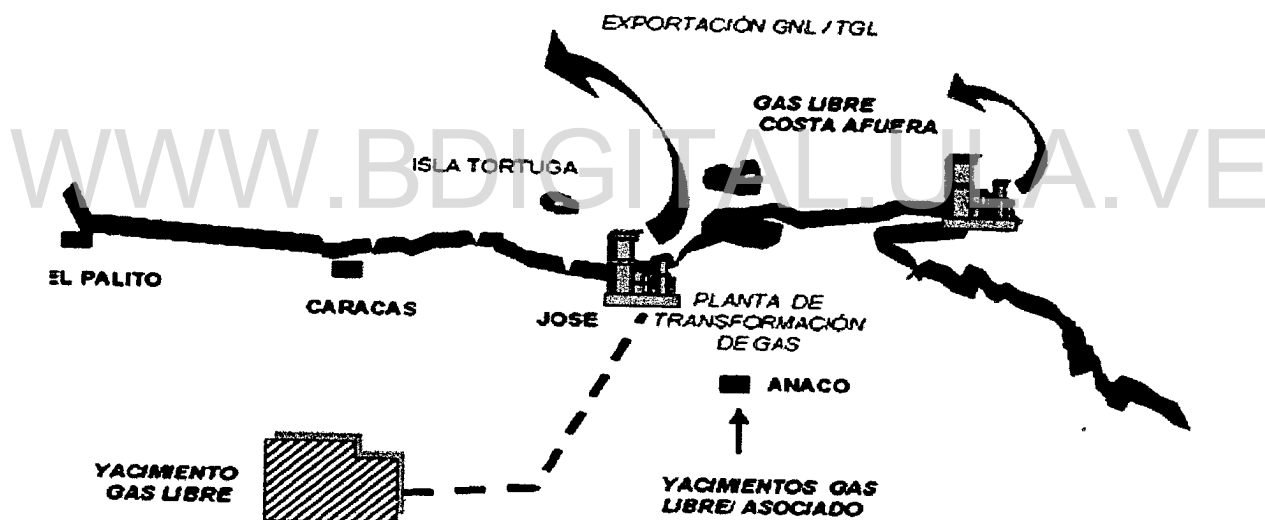 EXPORTACIÓN GNL / TGL
GAS LIBRE
COSTA AFUERA
WWW.BDIGITAL.ULA.VE
ISLA TORTUGA
EL PALITO
CARACAS
JOSE
PLANTA DE
TRANSFORMACIÓN
DE GAS
ANACO
YACIMIENTO
GAS LIBRE
YACIMIENTOS GAS
LIBRE/ ASOCIADO